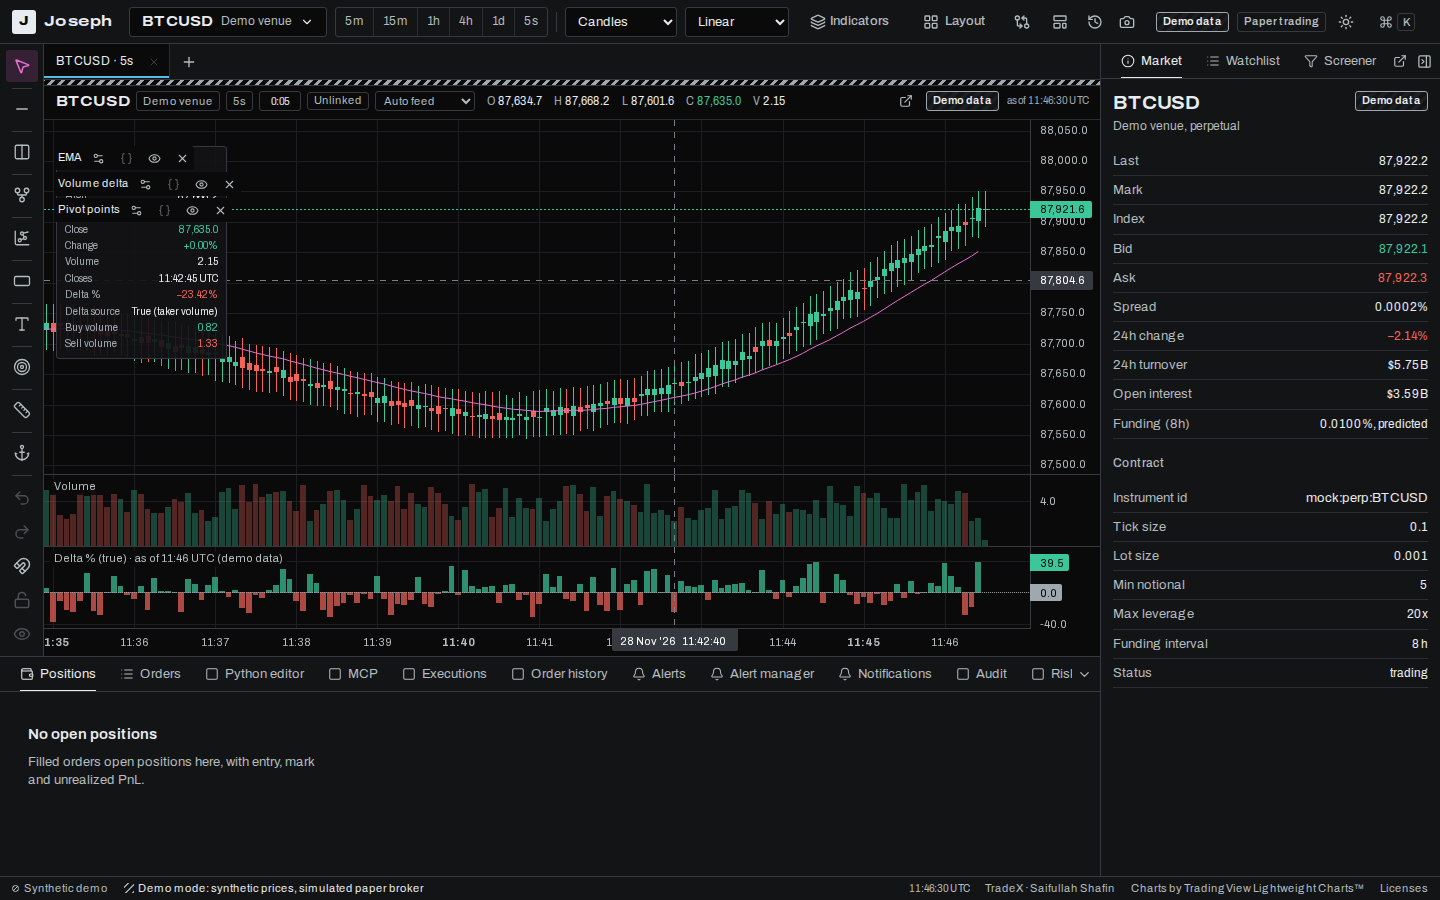 J Joseph BTCUSD Demo venue 5m 15m 1h 4h 1d 5s Candles Linear Indicators Layout Demo data Paper trading ⌘ K
BTCUSD · 5s
BTCUSD Demo venue 5s 0:05 Unlinked Auto feed O 87,634.7 H 87,668.2 L 87,601.6 C 87,635.0 V 2.15 Demo data as of 11:46:30 UTC
EMA
Volume delta
Pivot points
Close 87,635.0
Change +0.00%
Volume 2.15
Closes 11:42:45 UTC
Delta % −23.42%
Delta source True (taker volume)
Buy volume 0.82
Sell volume 1.33
88,050.0
88,000.0
87,950.0
87,921.6
87,900.0
87,850.0
87,804.6
87,750.0
87,700.0
87,650.0
87,600.0
87,550.0
87,500.0
Volume
4.0
Delta % (true) · as of 11:46 UTC (demo data)
39.5
0.0
-40.0
1:35 11:36 11:37 11:38 11:39 11:40 11:41 28 Nov '26 11:42:40 11:44 11:45 11:46
Market Watchlist Screener
BTCUSD Demo data
Demo venue, perpetual
Last 87,922.2
Mark 87,922.2
Index 87,922.2
Bid 87,922.1
Ask 87,922.3
Spread 0.0002%
24h change −2.14%
24h turnover $5.75B
Open interest $3.59B
Funding (8h) 0.0100%, predicted
Contract
Instrument id mock:perp:BTCUSD
Tick size 0.1
Lot size 0.001
Min notional 5
Max leverage 20x
Funding interval 8h
Status trading
Positions Orders Python editor MCP Executions Order history Alerts Alert manager Notifications Audit Risl
No open positions
Filled orders open positions here, with entry, mark
and unrealized PnL.
Synthetic demo Demo mode: synthetic prices, simulated paper broker 11:46:30 UTC TradeX · Saifullah Shafin Charts by TradingView Lightweight Charts™ Licenses